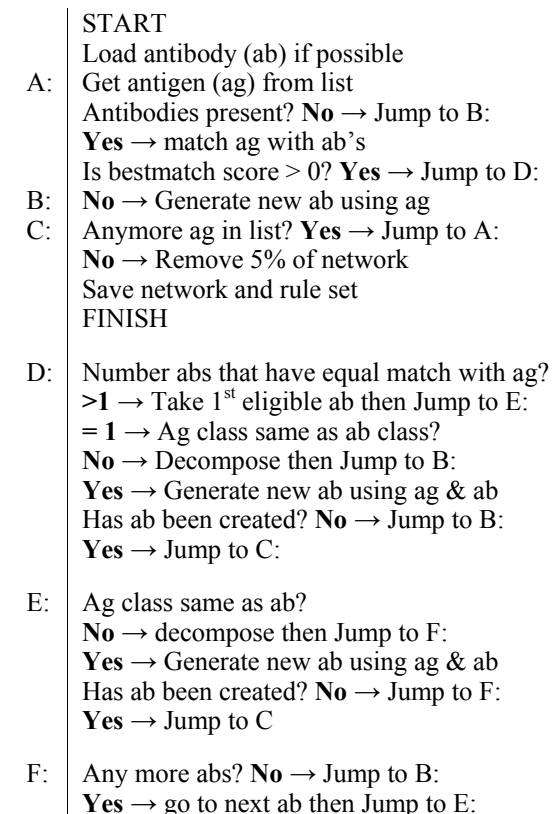 START
Load antibody (ab) if possible
A: Get antigen (ag) from list
Antibodies present? No → Jump to B:
Yes → match ag with ab’s
Is bestmatch score > 0? Yes → Jump to D:
B: No → Generate new ab using ag
C: Anymore ag in list? Yes → Jump to A:
No → Remove 5% of network
Save network and rule set
FINISH
D: Number abs that have equal match with ag?
>1 → Take 1st eligible ab then Jump to E:
= 1 → Ag class same as ab class?
No → Decompose then Jump to B:
Yes → Generate new ab using ag & ab
Has ab been created? No → Jump to B:
Yes → Jump to C:
E: Ag class same as ab?
No → decompose then Jump to F:
Yes → Generate new ab using ag & ab
Has ab been created? No → Jump to F:
Yes → Jump to C
F: Any more abs? No → Jump to B:
Yes → go to next ab then Jump to E: